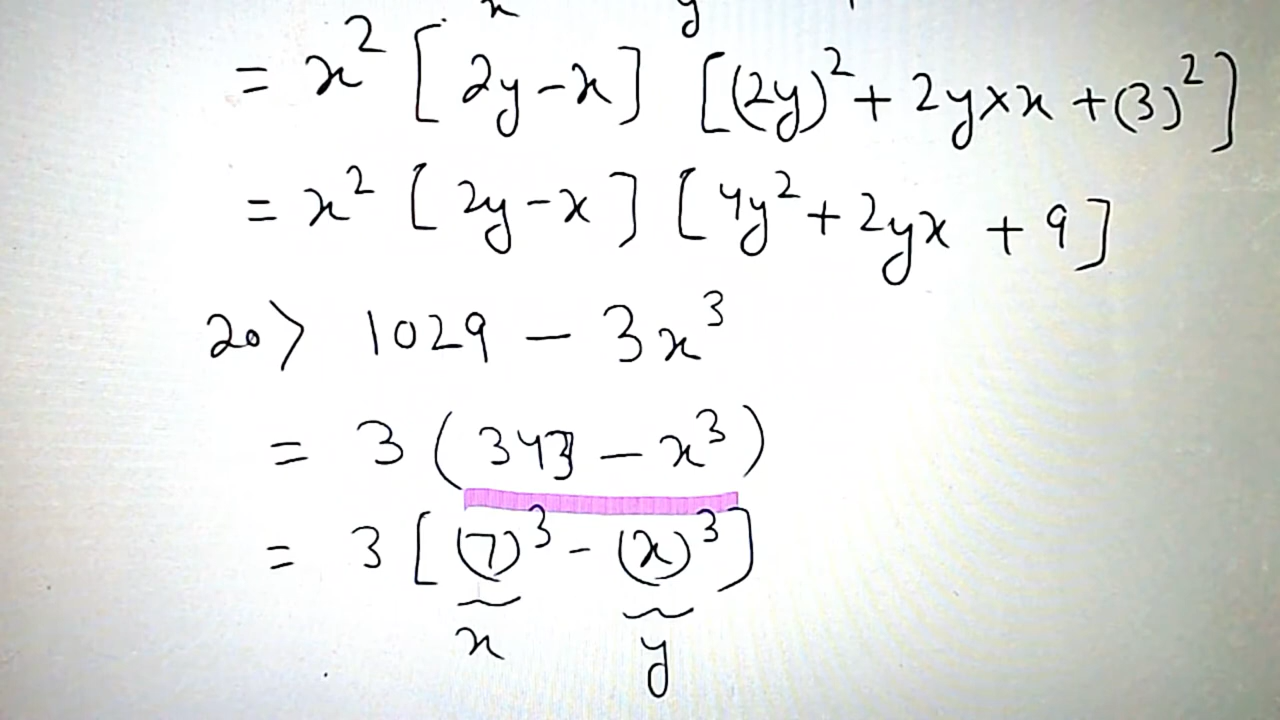 x y
= x² [ 2y-x] [(2y)²+ 2y×x +(3)²]
= x² [ 2y-x ] [ 4y²+ 2yx + 9 ]
20> 1029 - 3x³
= 3 ( 343 - x³ )
= 3 [ (7)³ - (x)³ ]
x y